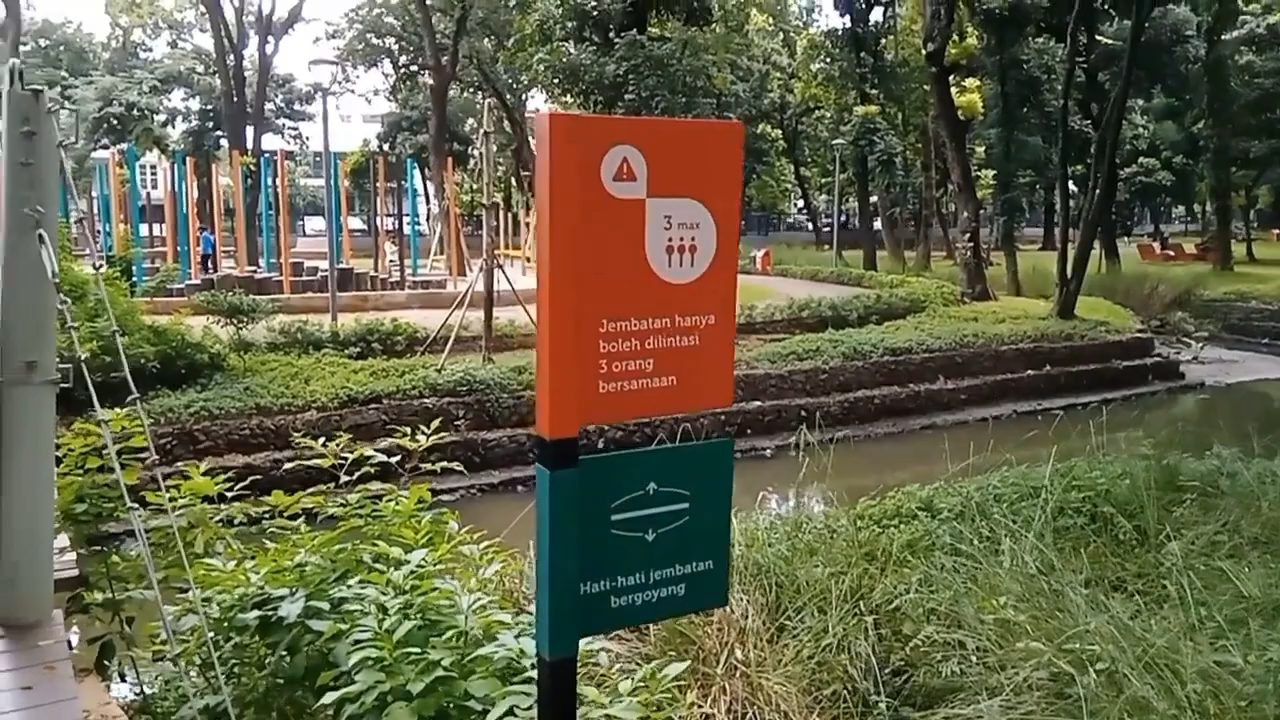 3 max
Jembatan hanya
boleh dilintasi
3 orang
bersamaan
Hati-hati jembatan
bergoyang